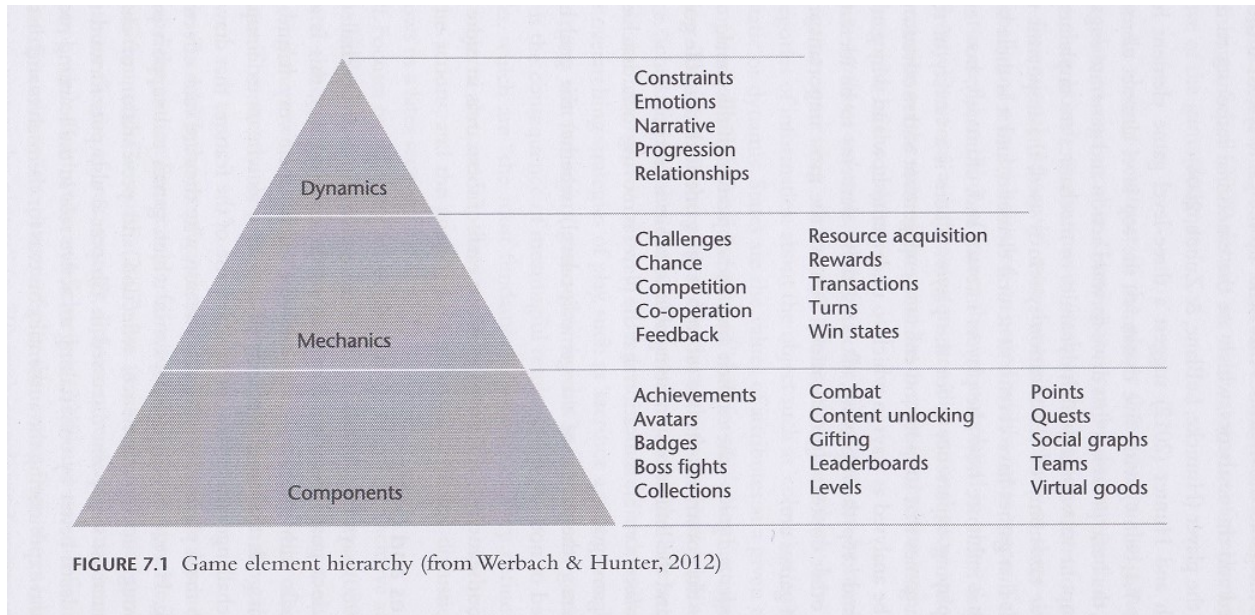 Constraints
Emotions
Narrative
Progression
Relationships
Dynamics
Challenges
Chance
Competition
Co-operation
Feedback
Resource acquisition
Rewards
Transactions
Turns
Win states
Mechanics
Achievements
Avatars
Badges
Boss fights
Collections
Combat
Content unlocking
Gifting
Leaderboards
Levels
Points
Quests
Social graphs
Teams
Virtual goods
Components
FIGURE 7.1 Game element hierarchy (from Werbach & Hunter, 2012)